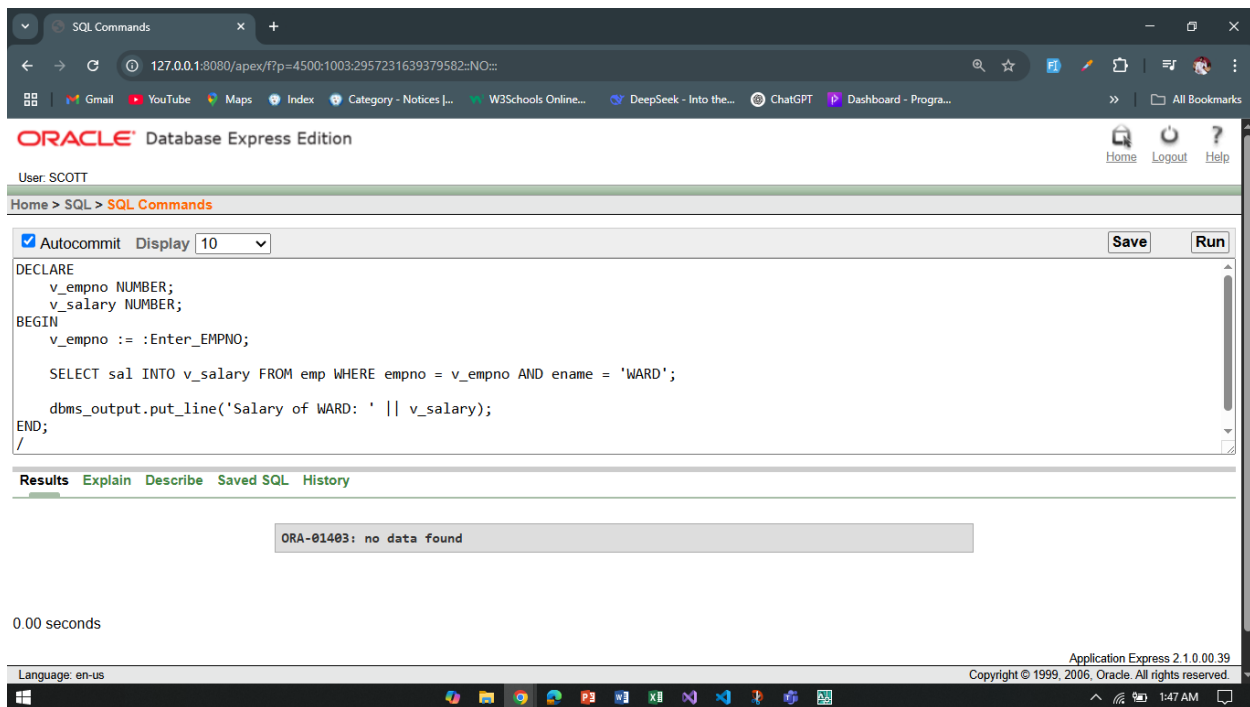 SQL Commands
127.0.0.1:8080/apex/f?p=4500:1003:2957231639379582::NO:::
Gmail YouTube Maps Index Category - Notices |... W3Schools Online... DeepSeek - Into the... ChatGPT Dashboard - Progra... » All Bookmarks
ORACLE Database Express Edition
Home Logout Help
User: SCOTT
Home > SQL > SQL Commands
Autocommit Display 10 Save Run
DECLARE
    v_empno NUMBER;
    v_salary NUMBER;
BEGIN
    v_empno := :Enter_EMPNO;
    SELECT sal INTO v_salary FROM emp WHERE empno = v_empno AND ename = 'WARD';
    dbms_output.put_line('Salary of WARD: ' || v_salary);
END;
/
Results Explain Describe Saved SQL History
ORA-01403: no data found
0.00 seconds
Application Express 2.1.0.00.39
Language: en-us Copyright © 1999, 2006, Oracle. All rights reserved.
1:47 AM